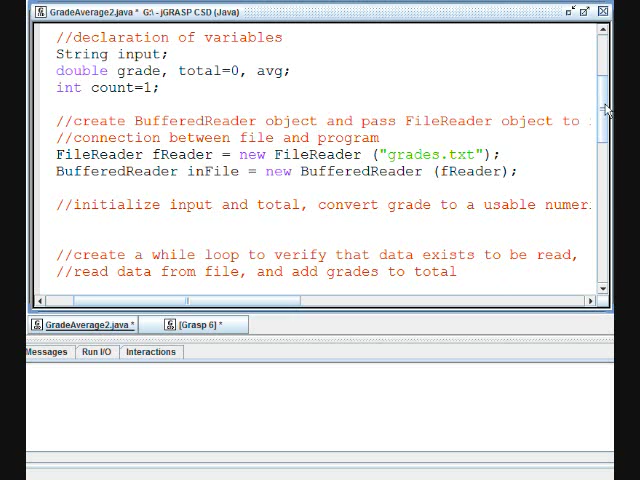 GradeAverage2.java * G:\ - jGRASP CSD (Java)
//declaration of variables
String input;
double grade, total=0, avg;
int count=1;
//create BufferedReader object and pass FileReader object to
//connection between file and program
FileReader fReader = new FileReader ("grades.txt");
BufferedReader inFile = new BufferedReader (fReader);
//initialize input and total, convert grade to a usable numer
//create a while loop to verify that data exists to be read,
//read data from file, and add grades to total
GradeAverage2.java * [Grasp 6] *
Messages Run I/O Interactions